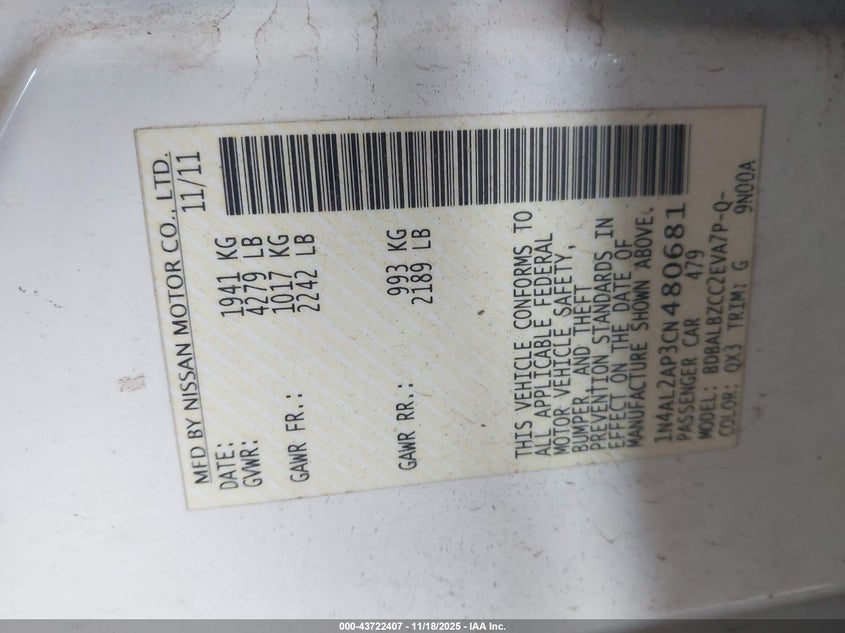 MFD BY NISSAN MOTOR CO., LTD.
DATE: 11/11
GVWR: 1941 KG
4279 LB
GAWR FR.: 1017 KG
2242 LB
GAWR RR.: 993 KG
2189 LB
THIS VEHICLE CONFORMS TO
ALL APPLICABLE FEDERAL
MOTOR VEHICLE SAFETY,
BUMPER, AND THEFT
PREVENTION STANDARDS IN
EFFECT ON THE DATE OF
MANUFACTURE SHOWN ABOVE.
1N4AL2AP3CN480681
PASSENGER CAR 479
MODEL: BDBALBZCC2EVA7P-Q-
COLOR: QX3 TRIM: G 9N00A
000-43722407 - 11/18/2025 - IAA Inc.